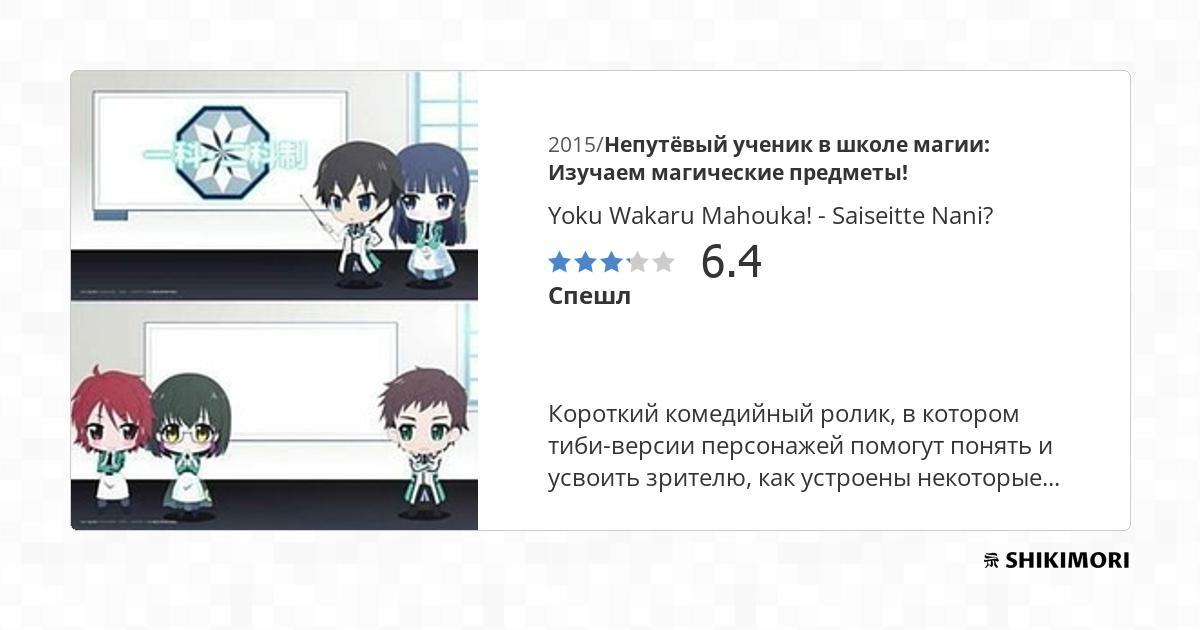 一科・二科制
2015/Непутёвый ученик в школе магии:
Изучаем магические предметы!
Yoku Wakaru Mahouka! - Saiseitte Nani?
6.4
Спешл
Короткий комедийный ролик, в котором
тиби-версии персонажей помогут понять и
усвоить зрителю, как устроены некоторые...
SHIKIMORI